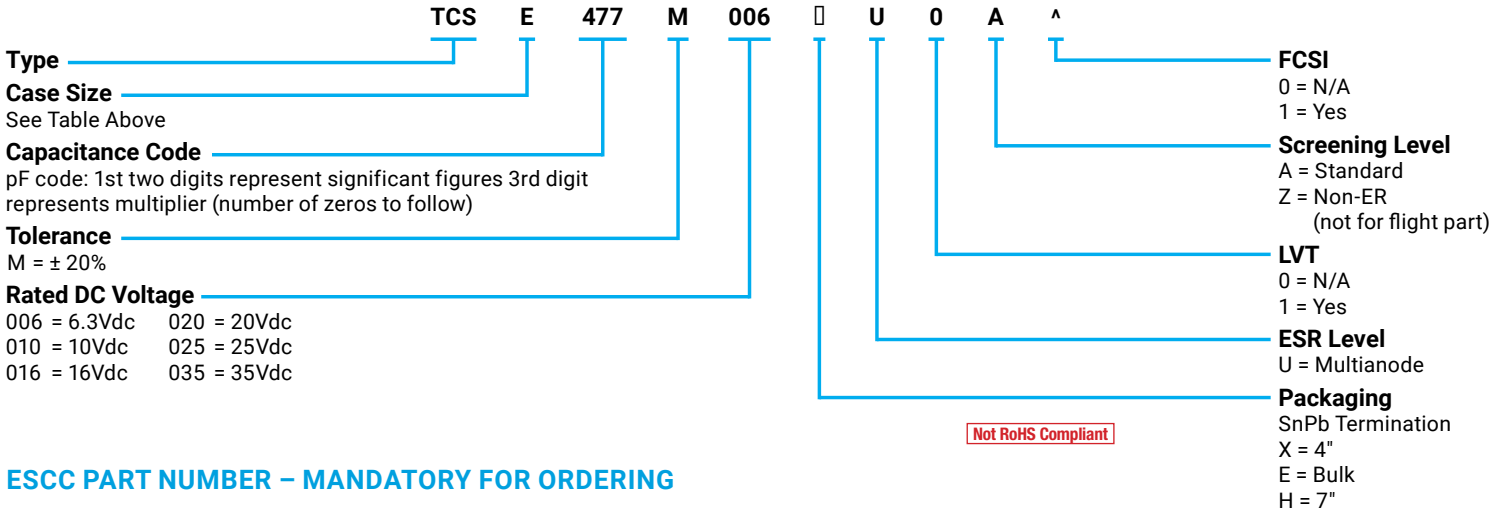 TCS E 477 M 006 ▯ U 0 A ^
Type
Case Size
See Table Above
Capacitance Code
pF code: 1st two digits represent significant figures 3rd digit
represents multiplier (number of zeros to follow)
Tolerance
M = ± 20%
Rated DC Voltage
006 = 6.3Vdc 020 = 20Vdc
010 = 10Vdc 025 = 25Vdc
016 = 16Vdc 035 = 35Vdc
FCSI
0 = N/A
1 = Yes
Screening Level
A = Standard
Z = Non-ER
(not for flight part)
LVT
0 = N/A
1 = Yes
ESR Level
U = Multianode
Packaging
SnPb Termination
X = 4"
E = Bulk
H = 7"
Not RoHS Compliant
ESCC PART NUMBER – MANDATORY FOR ORDERING